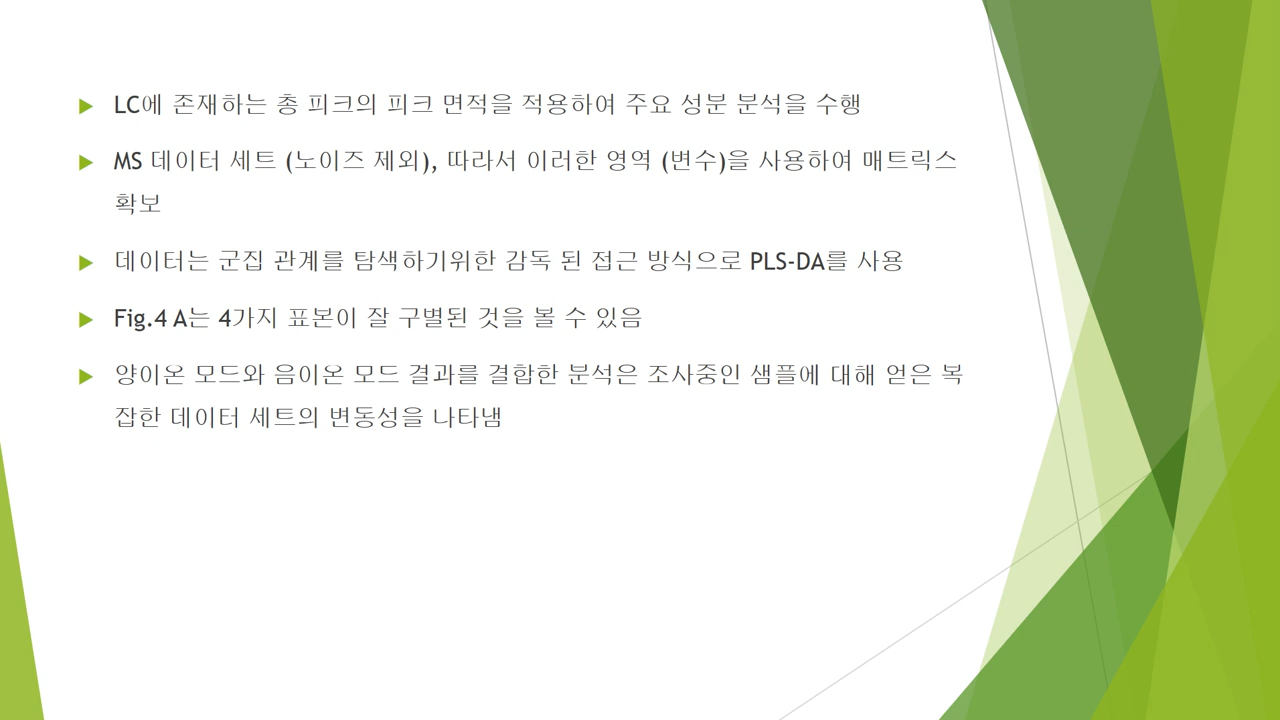 LC에 존재하는 총 피크의 피크 면적을 적용하여 주요 성분 분석을 수행
MS 데이터 세트 (노이즈 제외), 따라서 이러한 영역 (변수)을 사용하여 매트릭스
확보
데이터는 군집 관계를 탐색하기위한 감독 된 접근 방식으로 PLS-DA를 사용
Fig.4 A는 4가지 표본이 잘 구별된 것을 볼 수 있음
양이온 모드와 음이온 모드 결과를 결합한 분석은 조사중인 샘플에 대해 얻은 복
잡한 데이터 세트의 변동성을 나타냄